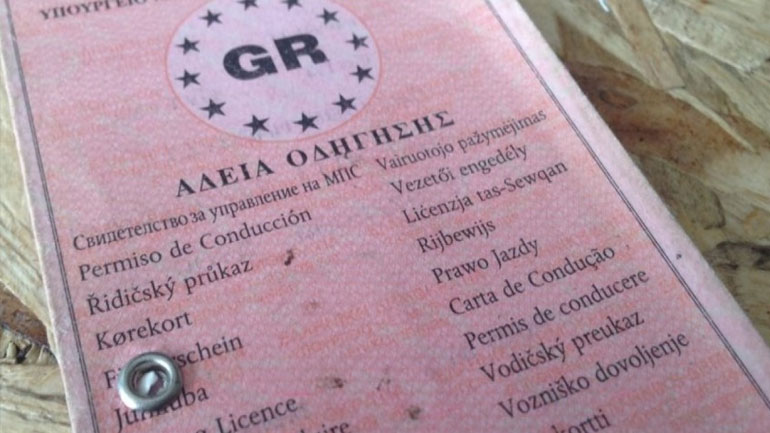 ΥΠΟΥΡΓΕΙΟ
GR
ΑΔΕΙΑ ΟΔΗΓΗΣΗΣ
Свидетелство за управление на МПС
Permiso de Conducción
Řidičský průkaz
Kørekort
Licence
Vairuotojo pažymėjimas
Vezetői engedély
Liċenzja tas-Sewqan
Rijbewijs
Prawo Jazdy
Carta de Condução
Permis de conducere
Vodičský preukaz
Vozniško dovoljenje